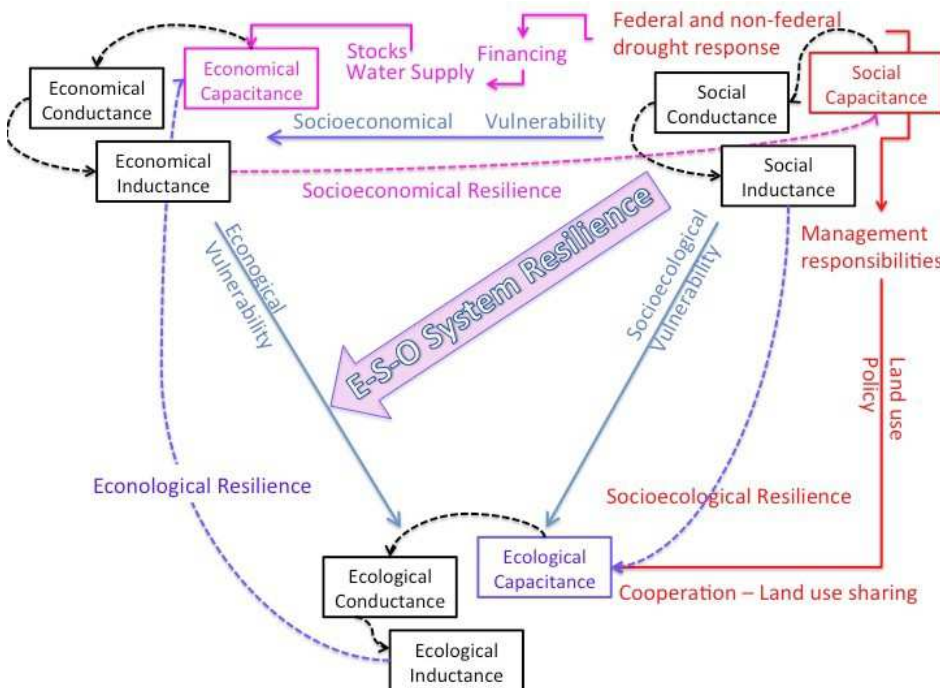 Federal and non-federal
drought response
Stocks
Water Supply
Financing
Economical
Capacitance
Economical
Conductance
Social
Conductance
Social
Capacitance
Socioeconomical Vulnerability
Economical
Inductance
Social
Inductance
Socioeconomical Resilience
Econogical
Vulnerability
E-S-O System Resilience
Socioecological
Vulnerability
Management
responsibilities
Land use
Policy
Econological Resilience
Socioecological Resilience
Ecological
Capacitance
Ecological
Conductance
Cooperation – Land use sharing
Ecological
Inductance